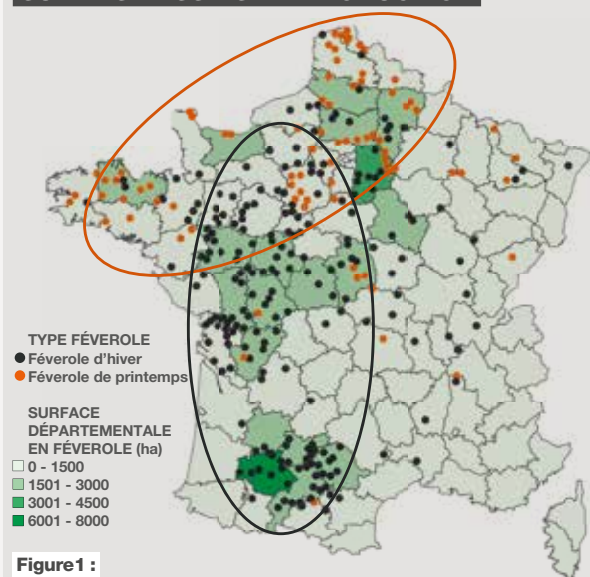 TYPE FÉVEROLE
Féverole d'hiver
Féverole de printemps
SURFACE
DÉPARTEMENTALE
EN FÉVEROLE (ha)
0 - 1500
1501 - 3000
3001 - 4500
6001 - 8000
Figure1 :